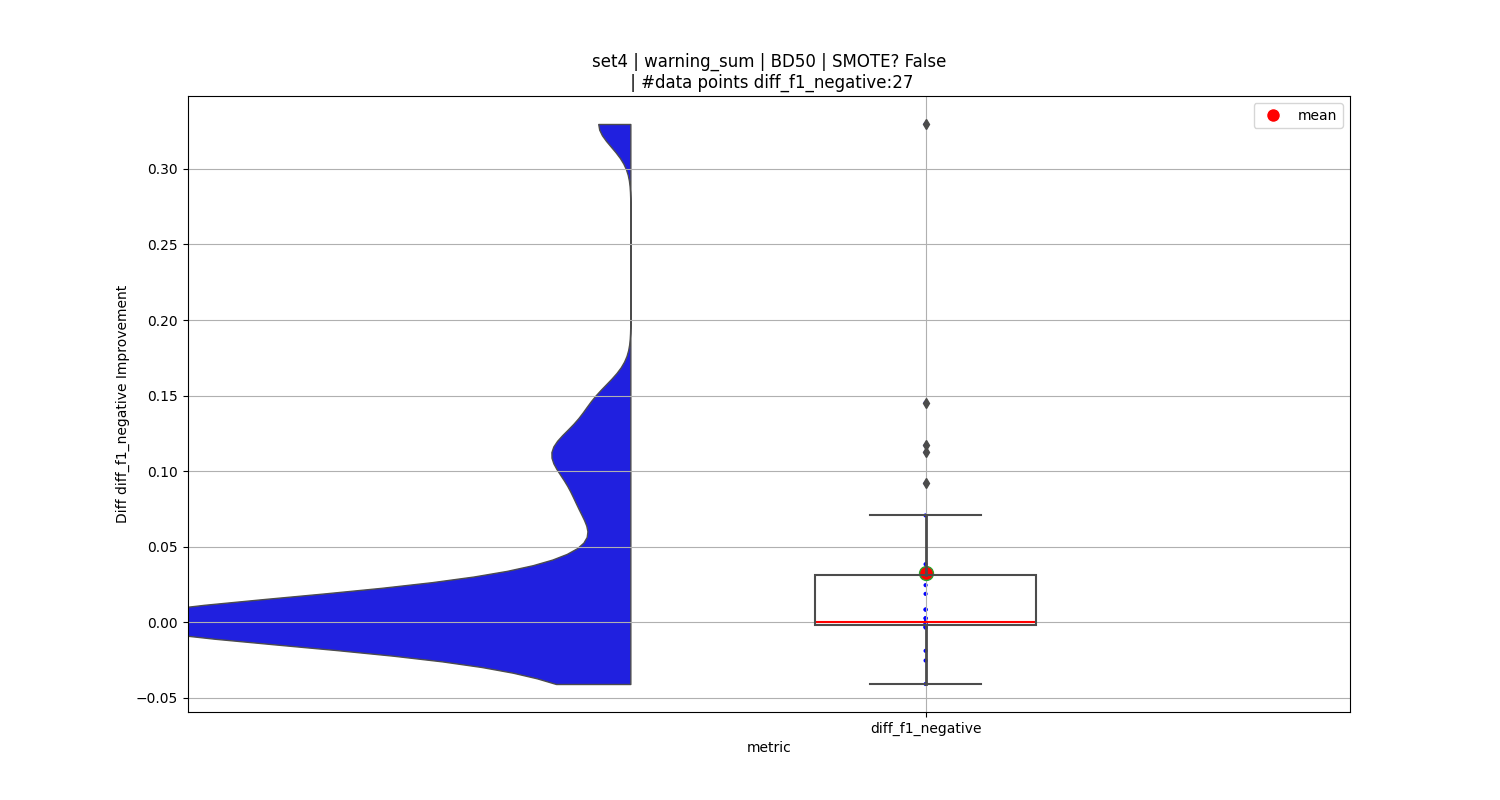 set4 | warning_sum | BD50 | SMOTE? False
| #data points diff_f1_negative:27
mean
0.30
0.25
0.20
0.15
0.10
0.05
0.00
−0.05
Diff diff_f1_negative Improvement
diff_f1_negative
metric